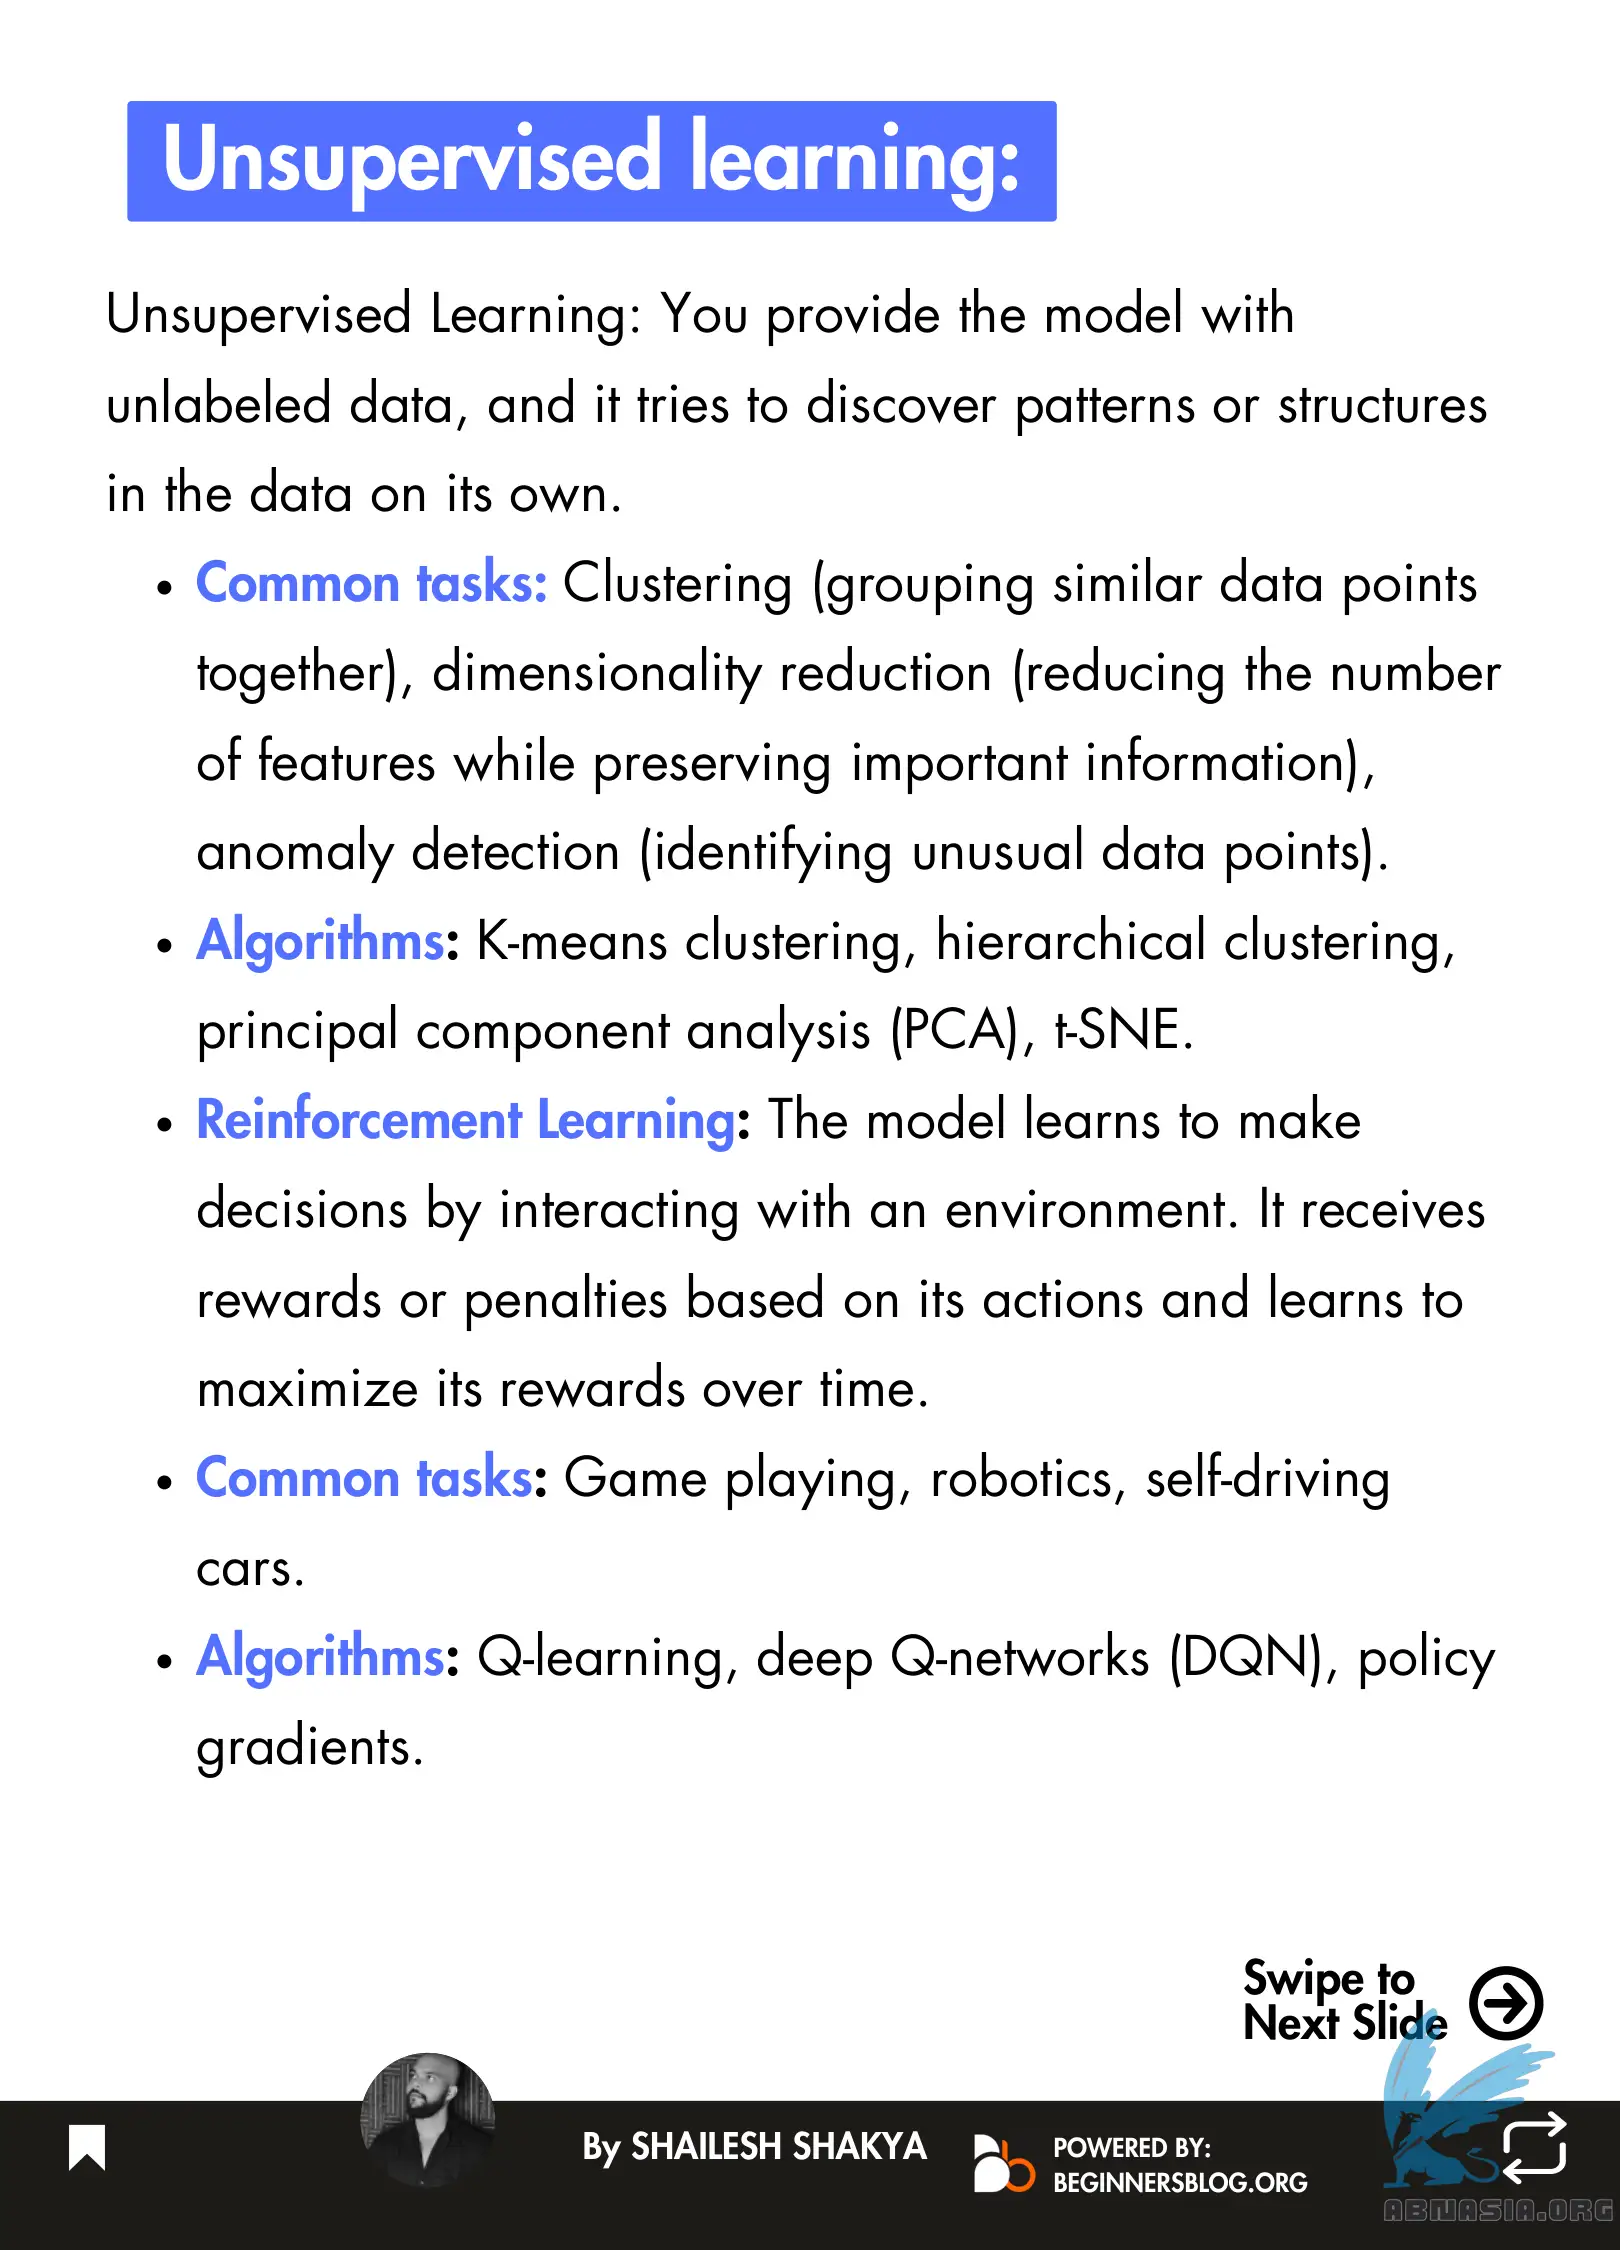 Unsupervised learning:
Unsupervised Learning: You provide the model with
unlabeled data, and it tries to discover patterns or structures
in the data on its own.
• Common tasks: Clustering (grouping similar data points
together), dimensionality reduction (reducing the number
of features while preserving important information),
anomaly detection (identifying unusual data points).
• Algorithms: K-means clustering, hierarchical clustering,
principal component analysis (PCA), t-SNE.
• Reinforcement Learning: The model learns to make
decisions by interacting with an environment. It receives
rewards or penalties based on its actions and learns to
maximize its rewards over time.
• Common tasks: Game playing, robotics, self-driving
cars.
• Algorithms: Q-learning, deep Q-networks (DQN), policy
gradients.
Swipe to
Next Slide
By SHAILESH SHAKYA
POWERED BY:
BEGINNERSBLOG.ORG
ABNASIA.ORG